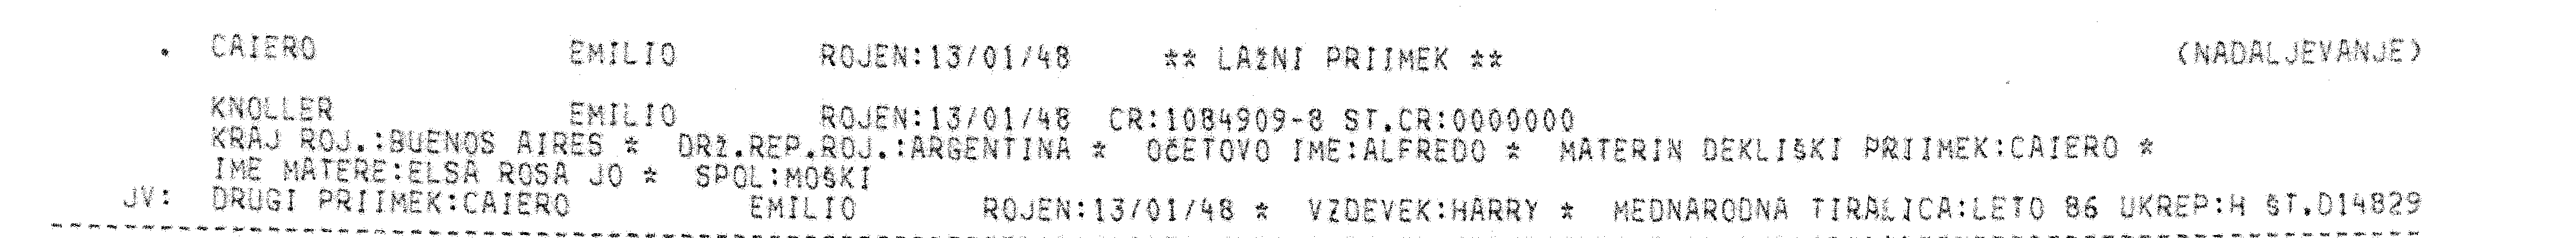 . CAIERO EMILIO ROJEN:13/01/48 ** LAŽNI PRIIMEK ** (NADALJEVANJE)
KNOLLER EMILIO ROJEN:13/01/48 CR:1084909-8 ST.CR:0000000
KRAJ ROJ.:BUENOS AIRES * DRŽ.REP.ROJ.:ARGENTINA * OČETOVO IME:ALFREDO * MATERIN DEKLIŠKI PRIIMEK:CAIERO *
IME MATERE:ELSA ROSA JO * SPOL:MOŠKI
JV: DRUGI PRIIMEK:CAIERO EMILIO ROJEN:13/01/48 * VZDEVEK:HARRY * MEDNARODNA TIRALICA:LETO 86 UKREP:H ŠT.D14829